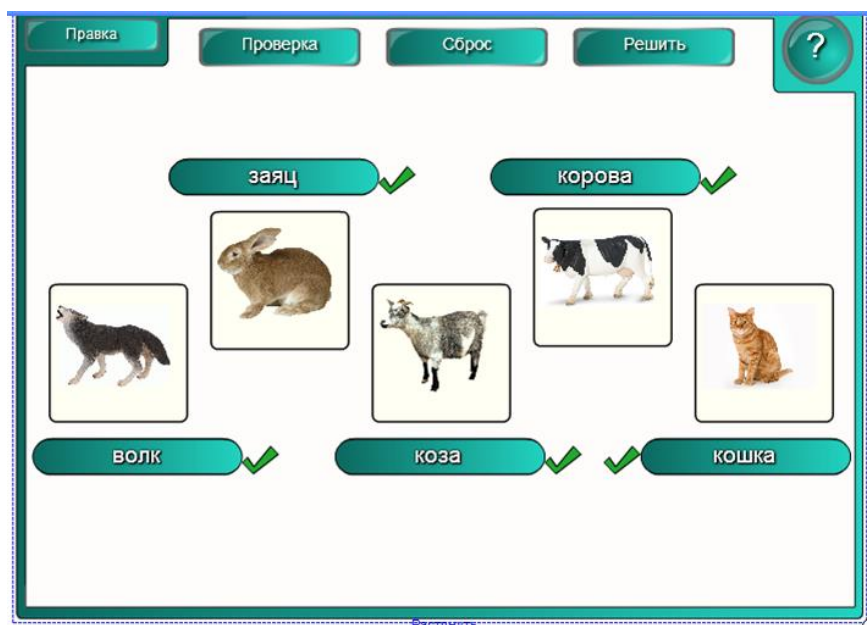 Правка
Проверка
Сброс
Решить
?
заяц
корова
волк
коза
кошка